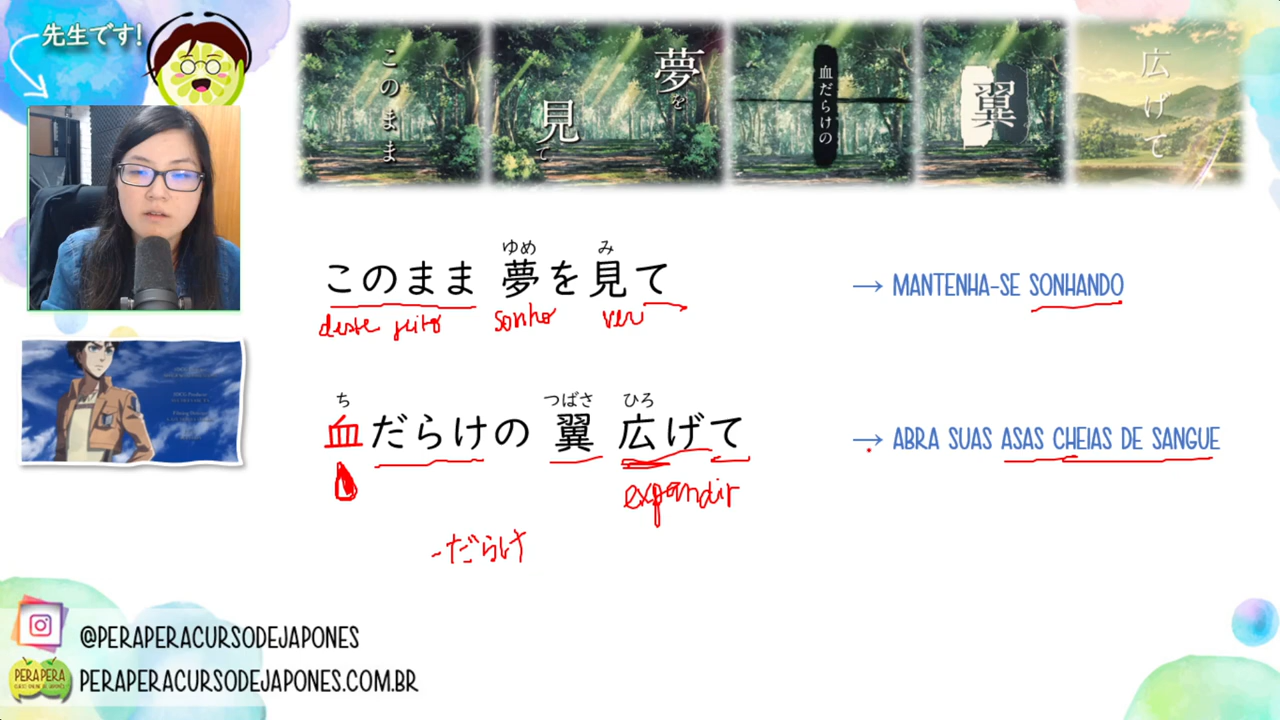 先生です!
このまま
夢を
見て
血だらけの
翼
広げて
ゆめ み
このまま 夢を見て
→ MANTENHA-SE SONHANDO
deste jeito sonho ver
ち つばさ ひろ
血だらけの 翼 広げて
→ ABRA SUAS ASAS CHEIAS DE SANGUE
expandir
-だらけ
@PERAPERACURSODEJAPONES
PERAPERA
PERAPERACURSODEJAPONES.COM.BR